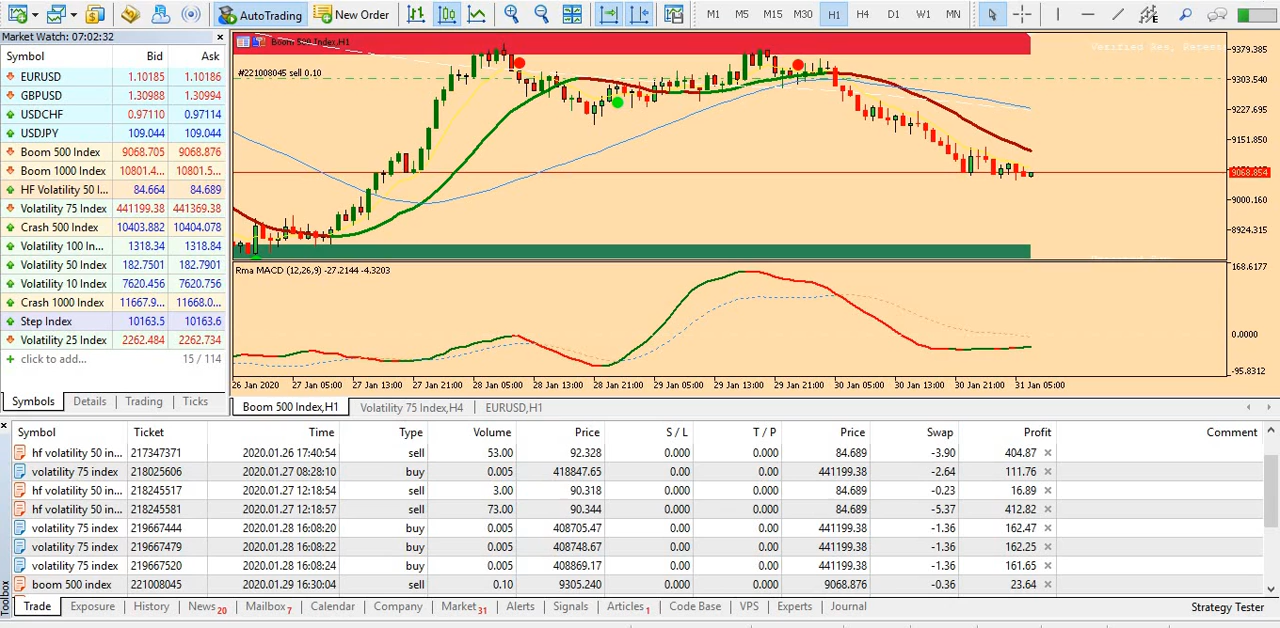 AutoTrading New Order M1 M5 M15 M30 H1 H4 D1 W1 MN
Market Watch: 07:02:32
Symbol Bid Ask
EURUSD 1.10185 1.10186
GBPUSD 1.30988 1.30994
USDCHF 0.97110 0.97114
USDJPY 109.044 109.044
Boom 500 Index 9068.705 9068.876
Boom 1000 Index 10801.4... 10801.5...
HF Volatility 50 I... 84.664 84.689
Volatility 75 Index 441199.38 441369.38
Crash 500 Index 10403.882 10404.078
Volatility 100 In... 1318.34 1318.84
Volatility 50 Index 182.7501 182.7901
Volatility 10 Index 7620.456 7620.756
Crash 1000 Index 11667.9... 11668.0...
Step Index 10163.5 10163.6
Volatility 25 Index 2262.484 2262.734
click to add... 15 / 114
Symbols Details Trading Ticks
Boom 500 Index,H1
#221008045 sell 0.10
9379.385
9303.540
9227.695
9151.850
9068.854
9000.160
8924.315
Rma MACD (12,26,9) -27.2144 -4.3203
168.6177
0.0000
-95.8312
26 Jan 2020 27 Jan 05:00 27 Jan 13:00 27 Jan 21:00 28 Jan 05:00 28 Jan 13:00 28 Jan 21:00 29 Jan 05:00 29 Jan 13:00 29 Jan 21:00 30 Jan 05:00 30 Jan 13:00 30 Jan 21:00 31 Jan 05:00
Boom 500 Index,H1 Volatility 75 Index,H4 EURUSD,H1
Symbol Ticket Time Type Volume Price S / L T / P Price Swap Profit Comment
hf volatility 50 in... 217347371 2020.01.26 17:40:54 sell 53.00 92.328 0.000 0.000 84.689 -3.90 404.87
volatility 75 index 218025606 2020.01.27 08:28:10 buy 0.005 418847.65 0.00 0.00 441199.38 -2.64 111.76
hf volatility 50 in... 218245517 2020.01.27 12:18:54 sell 3.00 90.318 0.000 0.000 84.689 -0.23 16.89
hf volatility 50 in... 218245581 2020.01.27 12:18:57 sell 73.00 90.344 0.000 0.000 84.689 -5.37 412.82
volatility 75 index 219667444 2020.01.28 16:08:20 buy 0.005 408705.47 0.00 0.00 441199.38 -1.36 162.47
volatility 75 index 219667479 2020.01.28 16:08:22 buy 0.005 408748.67 0.00 0.00 441199.38 -1.36 162.25
volatility 75 index 219667520 2020.01.28 16:08:24 buy 0.005 408869.17 0.00 0.00 441199.38 -1.36 161.65
boom 500 index 221008045 2020.01.29 16:30:04 sell 0.10 9305.240 0.000 0.000 9068.876 -0.36 23.64
Toolbox
Trade Exposure History News 20 Mailbox 7 Calendar Company Market 31 Alerts Signals Articles 1 Code Base VPS Experts Journal Strategy Tester